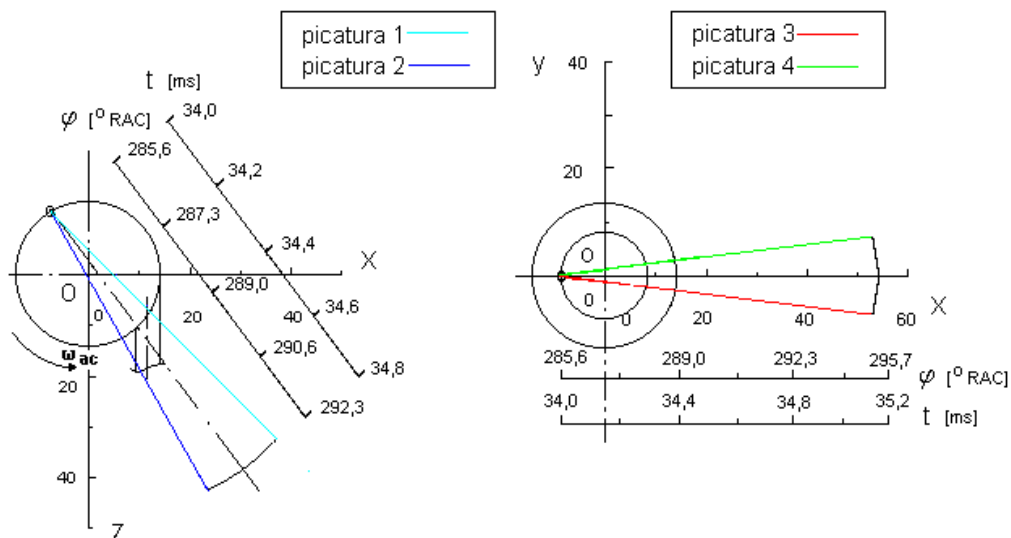 picatura 1
picatura 2
t [ms]
φ [° RAC]
34,0
285,6
34,2
287,3
34,4
X
289,0
O
0
20
40
34,6
290,6
ωac
20
34,8
292,3
40
Z
picatura 3
picatura 4
y
40
20
O
O
0
20
40
60
X
285,6
289,0
292,3
295,7
φ [° RAC]
34,0
34,4
34,8
35,2
t [ms]